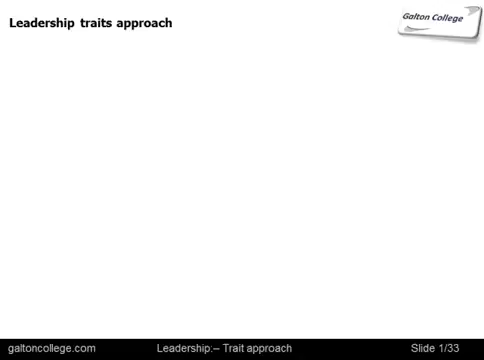 Leadership traits approach
Galton College
galtoncollege.com
Leadership:– Trait approach
Slide 1/33